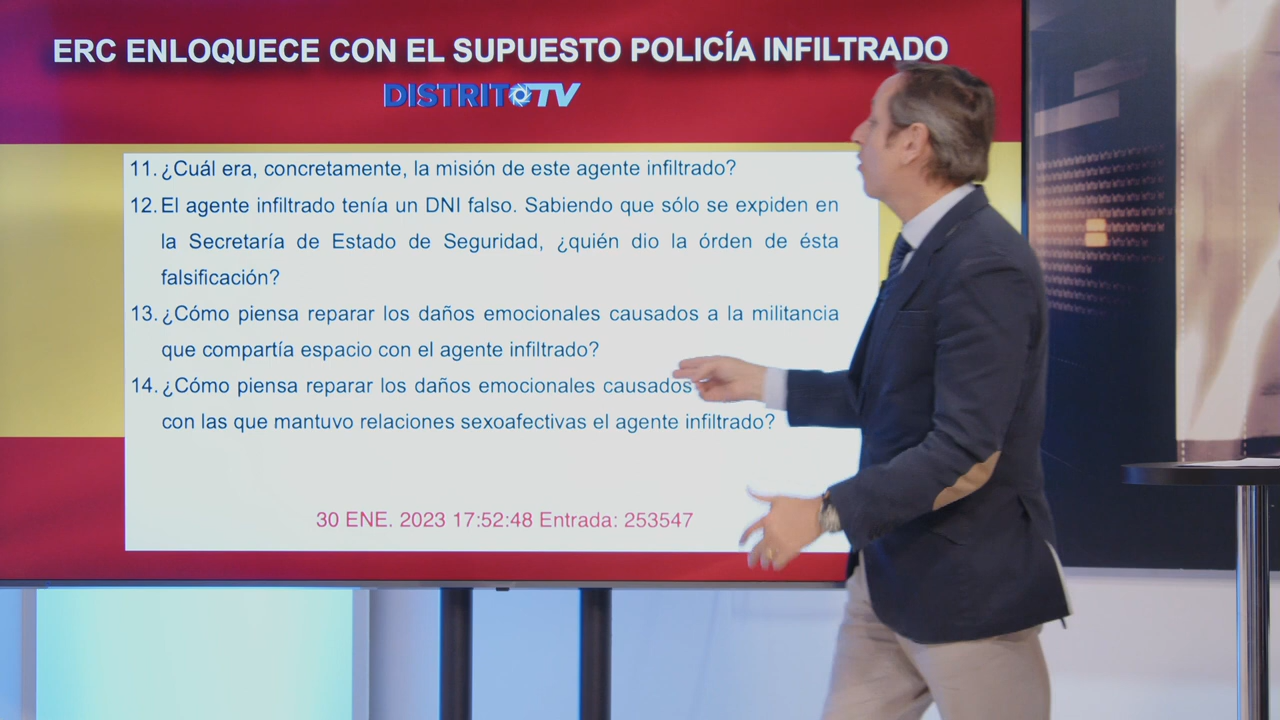 ERC ENLOQUECE CON EL SUPUESTO POLICÍA INFILTRADO
DISTRITOTV
11. ¿Cuál era, concretamente, la misión de este agente infiltrado?
12. El agente infiltrado tenía un DNI falso. Sabiendo que sólo se expiden en
la Secretaría de Estado de Seguridad, ¿quién dio la órden de ésta
falsificación?
13. ¿Cómo piensa reparar los daños emocionales causados a la militancia
que compartía espacio con el agente infiltrado?
14. ¿Cómo piensa reparar los daños emocionales causados
con las que mantuvo relaciones sexoafectivas el agente infiltrado?
30 ENE. 2023 17:52:48 Entrada: 253547